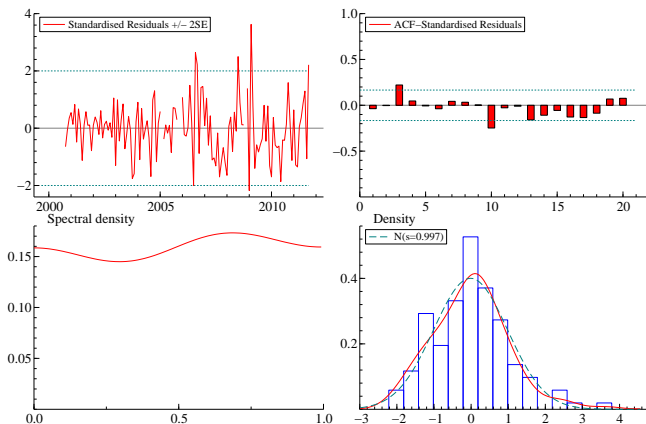 Standardised Residuals +/− 2SE
4
2
0
−2
2000 2005 2010
ACF−Standardised Residuals
1.0
0.5
0.0
−0.5
0 5 10 15 20
Spectral density
0.15
0.10
0.05
0.0 0.5 1.0
Density
N(s=0.997)
0.4
0.2
−3 −2 −1 0 1 2 3 4